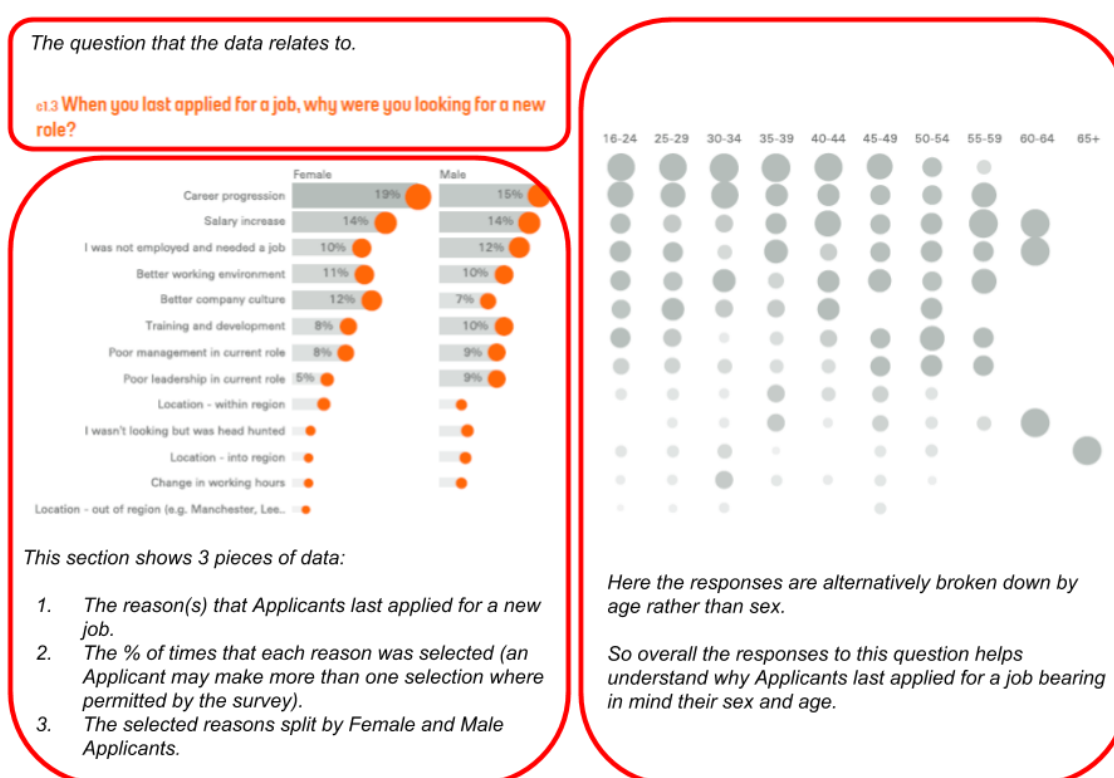 The question that the data relates to.
c1.3 When you last applied for a job, why were you looking for a new
role?
Female Male
Career progression 19% 15%
Salary increase 14% 14%
I was not employed and needed a job 10% 12%
Better working environment 11% 10%
Better company culture 12% 7%
Training and development 8% 10%
Poor management in current role 8% 9%
Poor leadership in current role 5% 9%
Location - within region
I wasn't looking but was head hunted
Location - into region
Change in working hours
Location - out of region (e.g. Manchester, Lee..
This section shows 3 pieces of data:
1. The reason(s) that Applicants last applied for a new
job.
2. The % of times that each reason was selected (an
Applicant may make more than one selection where
permitted by the survey).
3. The selected reasons split by Female and Male
Applicants.
16-24 25-29 30-34 35-39 40-44 45-49 50-54 55-59 60-64 65+
Here the responses are alternatively broken down by
age rather than sex.
So overall the responses to this question helps
understand why Applicants last applied for a job bearing
in mind their sex and age.